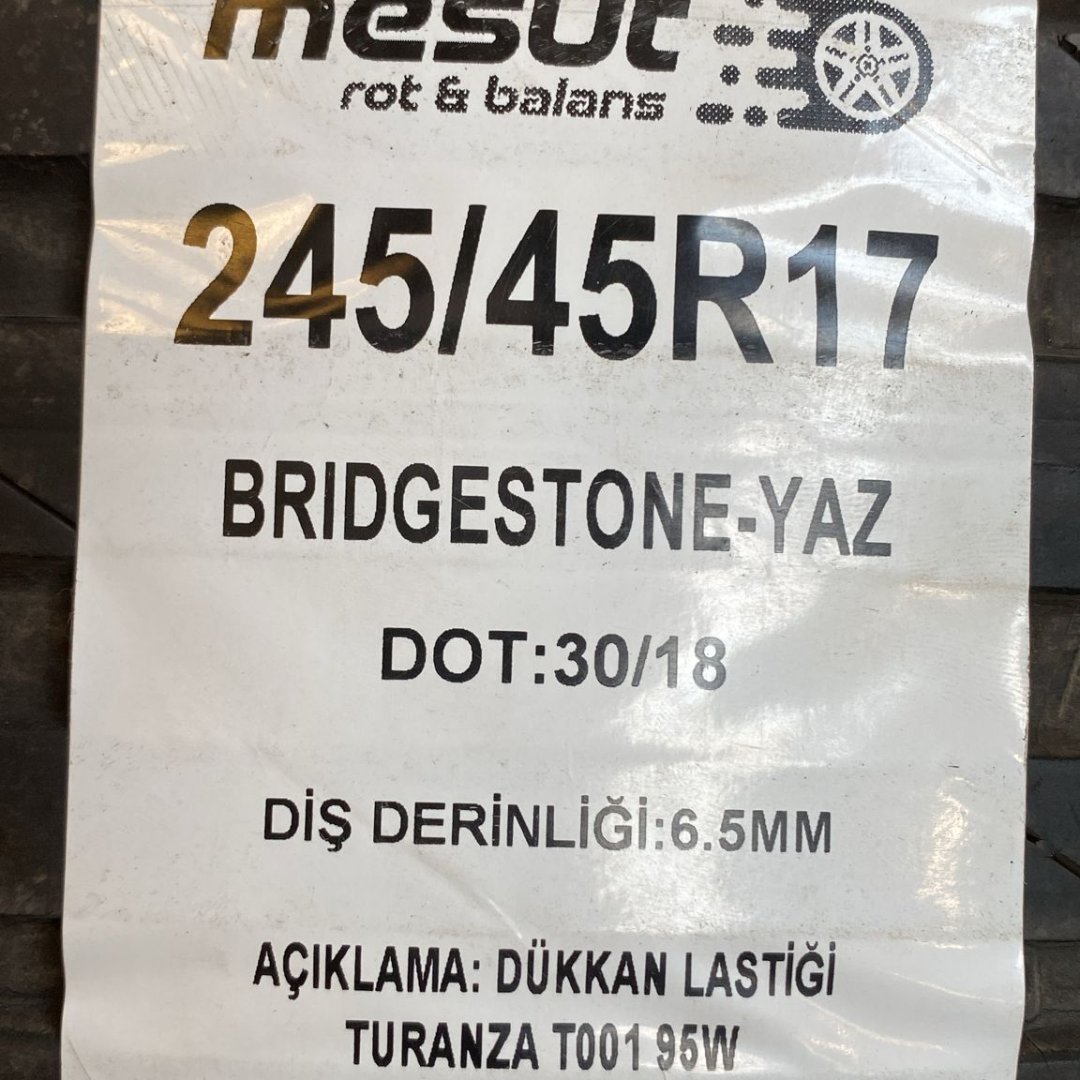 mesut
rot & balans
245/45R17
BRIDGESTONE-YAZ
DOT:30/18
DİŞ DERİNLİĞİ:6.5MM
AÇIKLAMA: DÜKKAN LASTİĞİ
TURANZA T001 95W